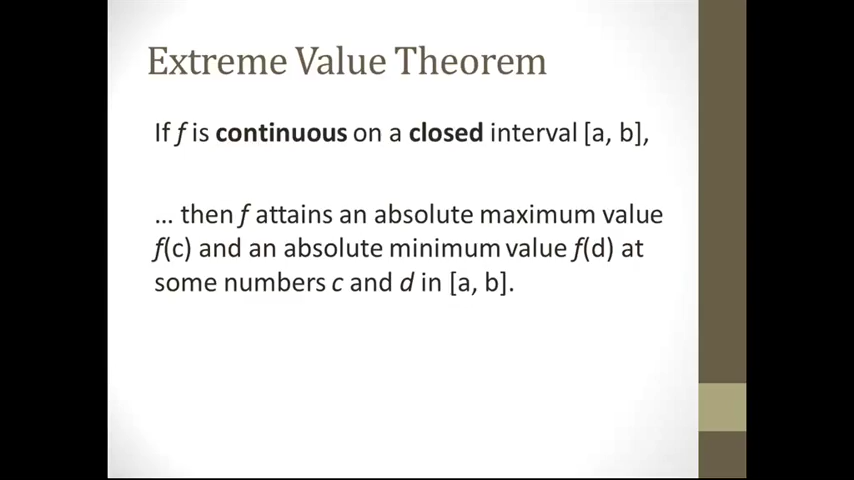 Extreme Value Theorem
If f is continuous on a closed interval [a, b],
… then f attains an absolute maximum value
f(c) and an absolute minimum value f(d) at
some numbers c and d in [a, b].